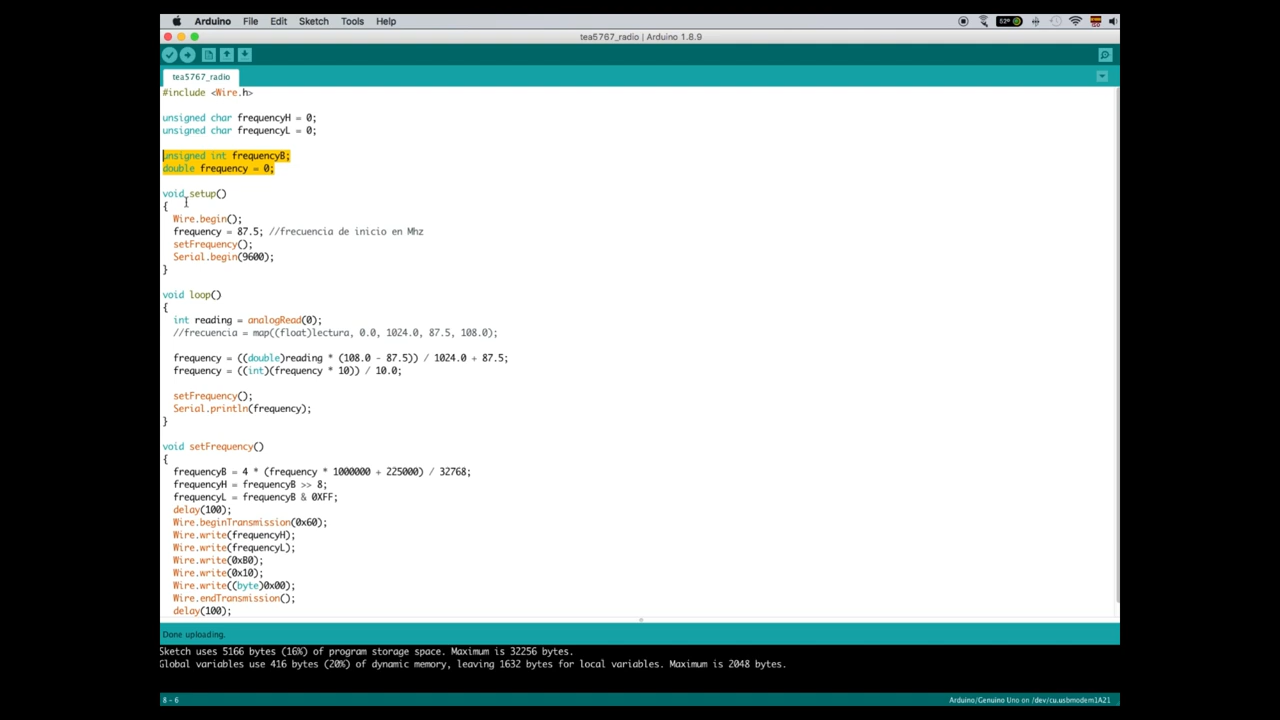 Arduino File Edit Sketch Tools Help
tea5767_radio | Arduino 1.8.9
tea5767_radio
#include <Wire.h>
unsigned char frequencyH = 0;
unsigned char frequencyL = 0;
unsigned int frequencyB;
double frequency = 0;
void setup()
{
Wire.begin();
frequency = 87.5; //frecuencia de inicio en Mhz
setFrequency();
Serial.begin(9600);
}
void loop()
{
int reading = analogRead(0);
//frecuencia = map((float)lectura, 0.0, 1024.0, 87.5, 108.0);
frequency = ((double)reading * (108.0 - 87.5)) / 1024.0 + 87.5;
frequency = ((int)(frequency * 10)) / 10.0;
setFrequency();
Serial.println(frequency);
}
void setFrequency()
{
frequencyB = 4 * (frequency * 1000000 + 225000) / 32768;
frequencyH = frequencyB >> 8;
frequencyL = frequencyB & 0XFF;
delay(100);
Wire.beginTransmission(0x60);
Wire.write(frequencyH);
Wire.write(frequencyL);
Wire.write(0xB0);
Wire.write(0x10);
Wire.write((byte)0x00);
Wire.endTransmission();
delay(100);
Done uploading.
Sketch uses 5166 bytes (16%) of program storage space. Maximum is 32256 bytes.
Global variables use 416 bytes (20%) of dynamic memory, leaving 1632 bytes for local variables. Maximum is 2048 bytes.
8 - 6 Arduino/Genuino Uno on /dev/cu.usbmodem1A21